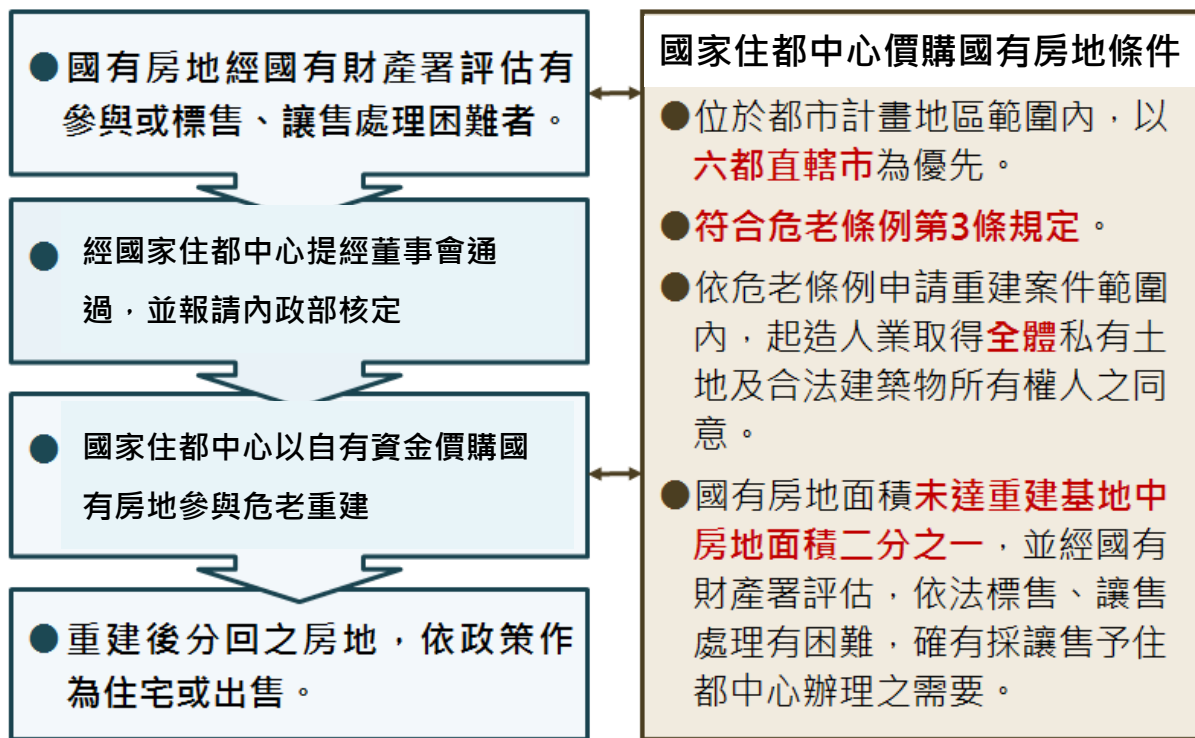 ●國有房地經國有財產署評估有
參與或標售、讓售處理困難者。
● 經國家住都中心提經董事會通
過，並報請內政部核定
● 國家住都中心以自有資金價購國
有房地參與危老重建
●重建後分回之房地，依政策作
為住宅或出售。
國家住都中心價購國有房地條件
●位於都市計畫地區範圍內，以
六都直轄市為優先。
●符合危老條例第3條規定。
●依危老條例申請重建案件範圍
內，起造人業取得全體私有土
地及合法建築物所有權人之同
意。
●國有房地面積未達重建基地中
房地面積二分之一，並經國有
財產署評估，依法標售、讓售
處理有困難，確有採讓售予住
都中心辦理之需要。